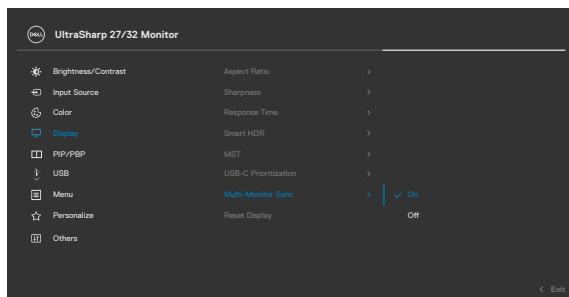 DELL UltraSharp 27/32 Monitor
Brightness/Contrast Aspect Ratio >
Input Source Sharpness >
Color Response Time >
Display Smart HDR >
PIP/PBP MST >
USB USB-C Prioritization >
Menu Multi-Monitor Sync > ✓ On
Personalize Reset Display Off
Others
< Exit